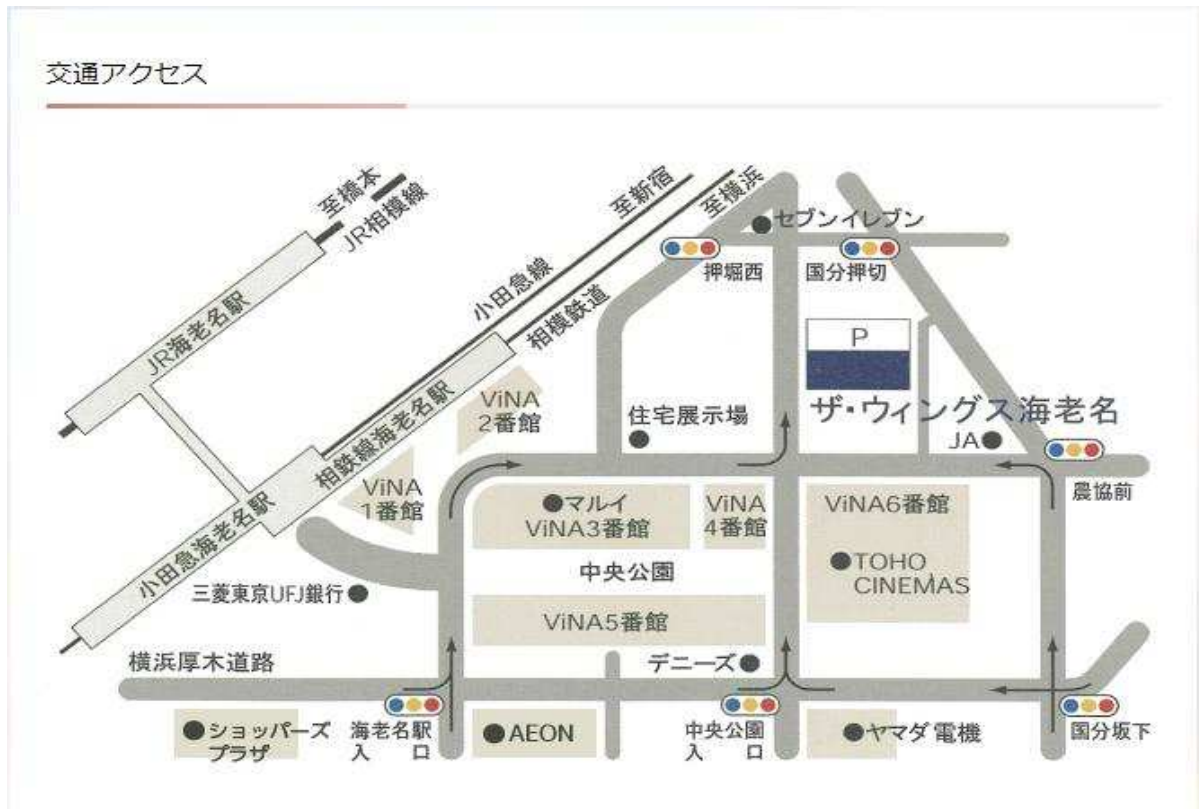 交通アクセス
至橋本
JR相模線
至新宿
至横浜
セブンイレブン
押堀西
国分押切
小田急線
相模鉄道
JR海老名駅
P
ViNA
2番館
住宅展示場
ザ・ウィングス海老名
JA
相鉄線海老名駅
ViNA
1番館
マルイ
ViNA3番館
ViNA
4番館
ViNA6番館
農協前
小田急海老名駅
TOHO
CINEMAS
中央公園
三菱東京UFJ銀行
ViNA5番館
横浜厚木道路
デニーズ
ショッパーズ
プラザ
海老名駅
入口
AEON
中央公園
入口
ヤマダ電機
国分坂下